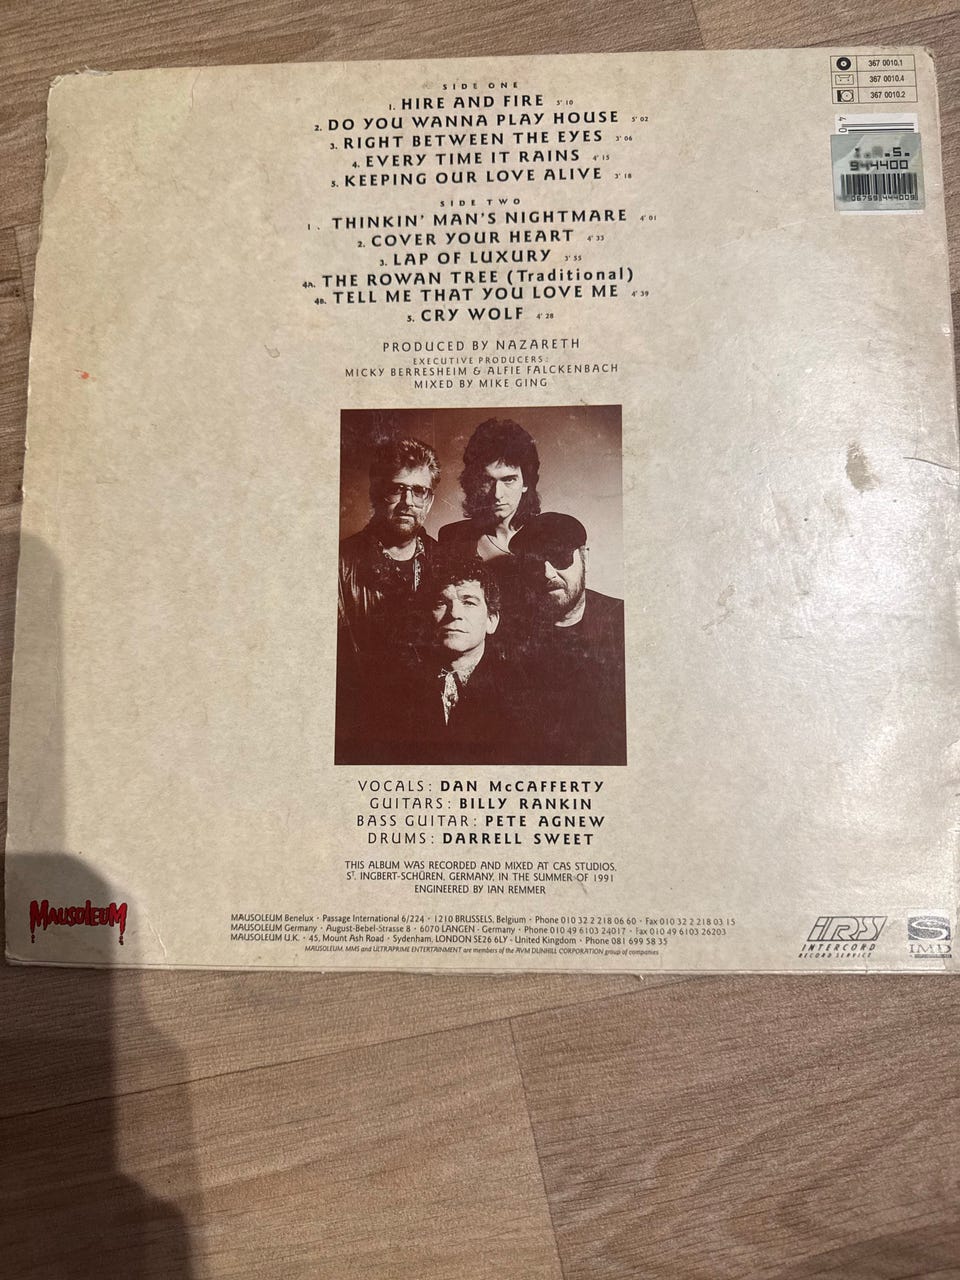 SIDE ONE
1. HIRE AND FIRE 5' 10
2. DO YOU WANNA PLAY HOUSE 5' 02
3. RIGHT BETWEEN THE EYES 3' 06
4. EVERY TIME IT RAINS 4' 15
5. KEEPING OUR LOVE ALIVE 3' 18
SIDE TWO
1. THINKIN' MAN'S NIGHTMARE 4' 01
2. COVER YOUR HEART 4' 33
3. LAP OF LUXURY 3' 55
4A. THE ROWAN TREE (Traditional)
4B. TELL ME THAT YOU LOVE ME 4' 39
5. CRY WOLF 4' 28
PRODUCED BY NAZARETH
EXECUTIVE PRODUCERS:
MICKY BERRESHEIM & ALFIE FALCKENBACH
MIXED BY MIKE GING
367 0010.1
367 0010.4
367 0010.2
944400
VOCALS: DAN McCAFFERTY
GUITARS: BILLY RANKIN
BASS GUITAR: PETE AGNEW
DRUMS: DARRELL SWEET
THIS ALBUM WAS RECORDED AND MIXED AT CAS STUDIOS,
ST. INGBERT-SCHÜREN, GERMANY, IN THE SUMMER OF 1991
ENGINEERED BY IAN REMMER
MAUSOLEUM
MAUSOLEUM Benelux · Passage International 6/224 · 1210 BRUSSELS, Belgium · Phone 010 32 2 218 06 60 · Fax 010 32 2 218 03 15
MAUSOLEUM Germany · August-Bebel-Strasse 8 · 6070 LANGEN - Germany · Phone 010 49 6103 24017 · Fax 010 49 6103 26203
MAUSOLEUM U.K. · 45, Mount Ash Road · Sydenham, LONDON SE26 6LY - United Kingdom · Phone 081 699 58 35
MAUSOLEUM, MMS and ULTRAPRIME ENTERTAINMENT are members of the AVM DUNHILL CORPORATION group of companies
IRS
INTERCORD
RECORD SERVICE
IMD